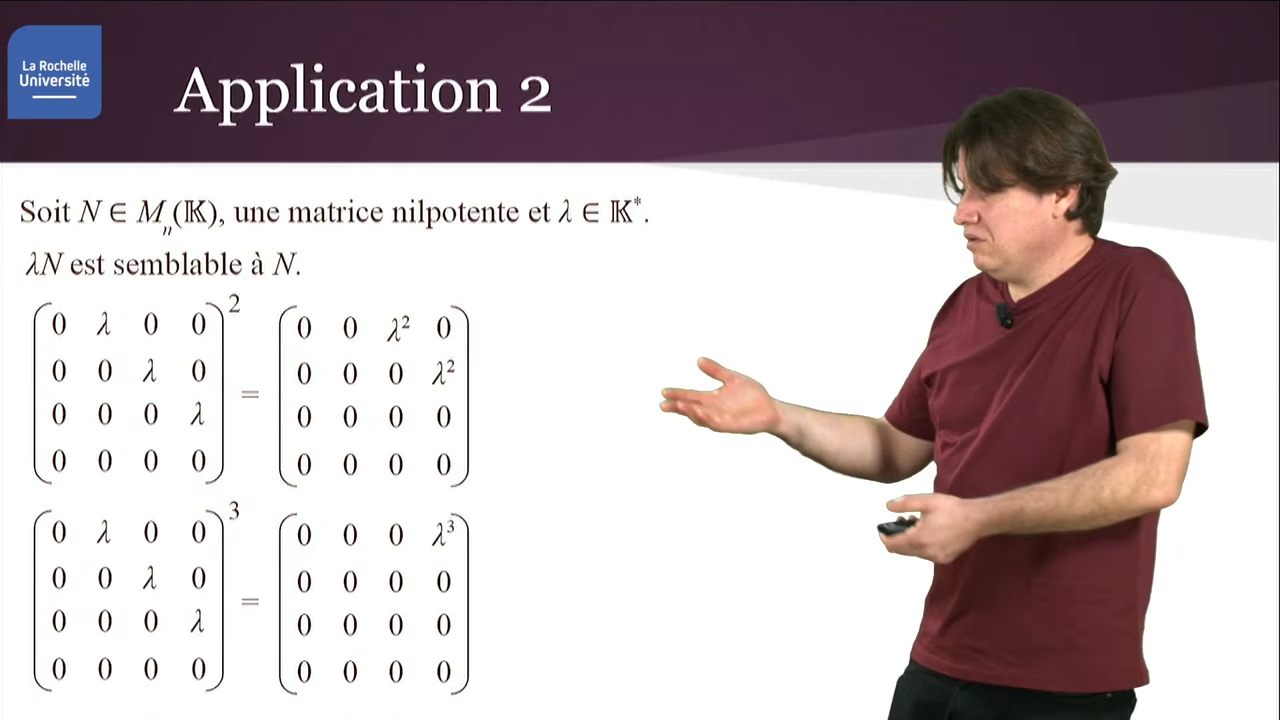 La Rochelle
Université
Application 2
Soit N ∈ Mₙ(𝕂), une matrice nilpotente et λ ∈ 𝕂*.
λN est semblable à N.
( 0 λ 0 0 )² ( 0 0 λ² 0 )
( 0 0 λ 0 ) ( 0 0 0 λ² )
=
( 0 0 0 λ ) ( 0 0 0 0 )
( 0 0 0 0 ) ( 0 0 0 0 )
( 0 λ 0 0 )³ ( 0 0 0 λ³ )
( 0 0 λ 0 ) ( 0 0 0 0 )
=
( 0 0 0 λ ) ( 0 0 0 0 )
( 0 0 0 0 ) ( 0 0 0 0 )